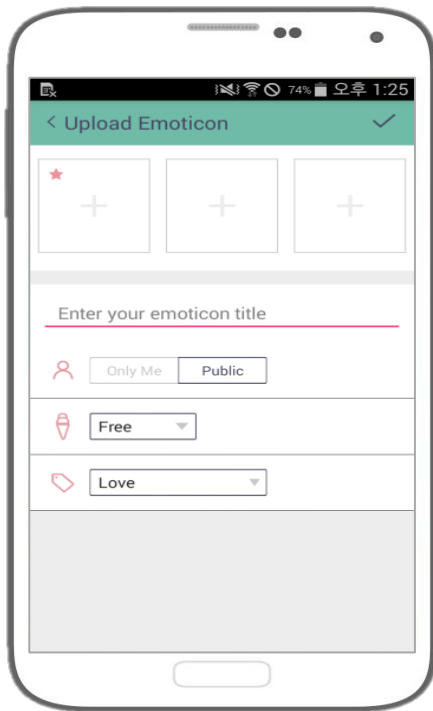 74% 오후 1:25
< Upload Emoticon
Enter your emoticon title
Only Me Public
Free
Love